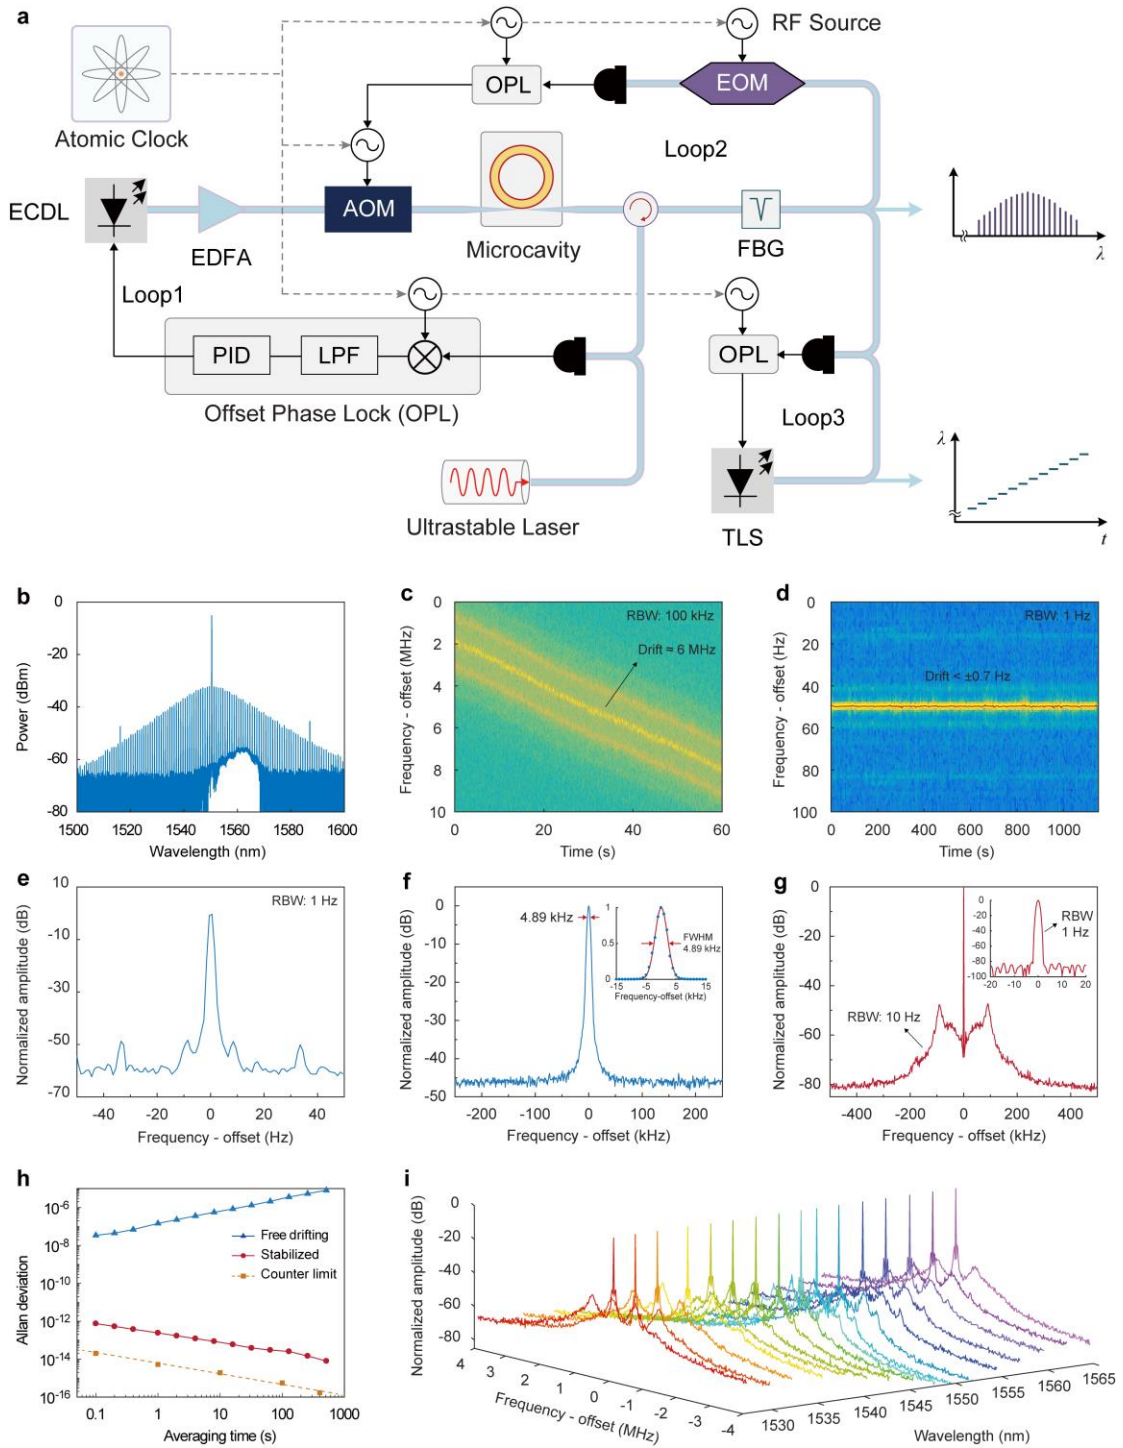 a
RF Source
OPL
EOM
Atomic Clock
Loop2
ECDL
AOM
EDFA
Microcavity
FBG
λ
Loop1
PID
LPF
OPL
Offset Phase Lock (OPL)
Loop3
λ
Ultrastable Laser
TLS
t
b
Power (dBm)
0
-20
-40
-60
-80
1500
1520
1540
1560
1580
1600
Wavelength (nm)
c
Frequency - offset (MHz)
0
2
4
6
8
10
RBW: 100 kHz
Drift ≈ 6 MHz
0
20
40
60
Time (s)
d
Frequency - offset (Hz)
0
20
40
60
80
100
RBW: 1 Hz
Drift < ±0.7 Hz
0
200
400
600
800
1000
Time (s)
e
Normalized amplitude (dB)
10
-10
-30
-50
-70
RBW: 1 Hz
-40
-20
0
20
40
Frequency - offset (Hz)
f
Normalized amplitude (dB)
0
-10
-20
-30
-40
-50
4.89 kHz
1
0.5
0
FWHM
4.89 kHz
-15
-5
5
15
Frequency-offset (kHz)
-200
-100
0
100
200
Frequency - offset (kHz)
g
Normalized amplitude (dB)
0
-20
-40
-60
-80
0
-20
-40
-60
-80
-100
RBW
1 Hz
-20
-10
0
10
20
RBW: 10 Hz
-400
-200
0
200
400
Frequency - offset (kHz)
h
Allan deviation
10-6
10-8
10-10
10-12
10-14
10-16
Free drifting
Stabilized
Counter limit
0.1
1
10
100
1000
Averaging time (s)
i
Normalized amplitude (dB)
0
-20
-40
-60
-80
4
3
2
1
0
-1
-2
-3
-4
Frequency - offset (MHz)
1530
1535
1540
1545
1550
1555
1560
1565
Wavelength (nm)